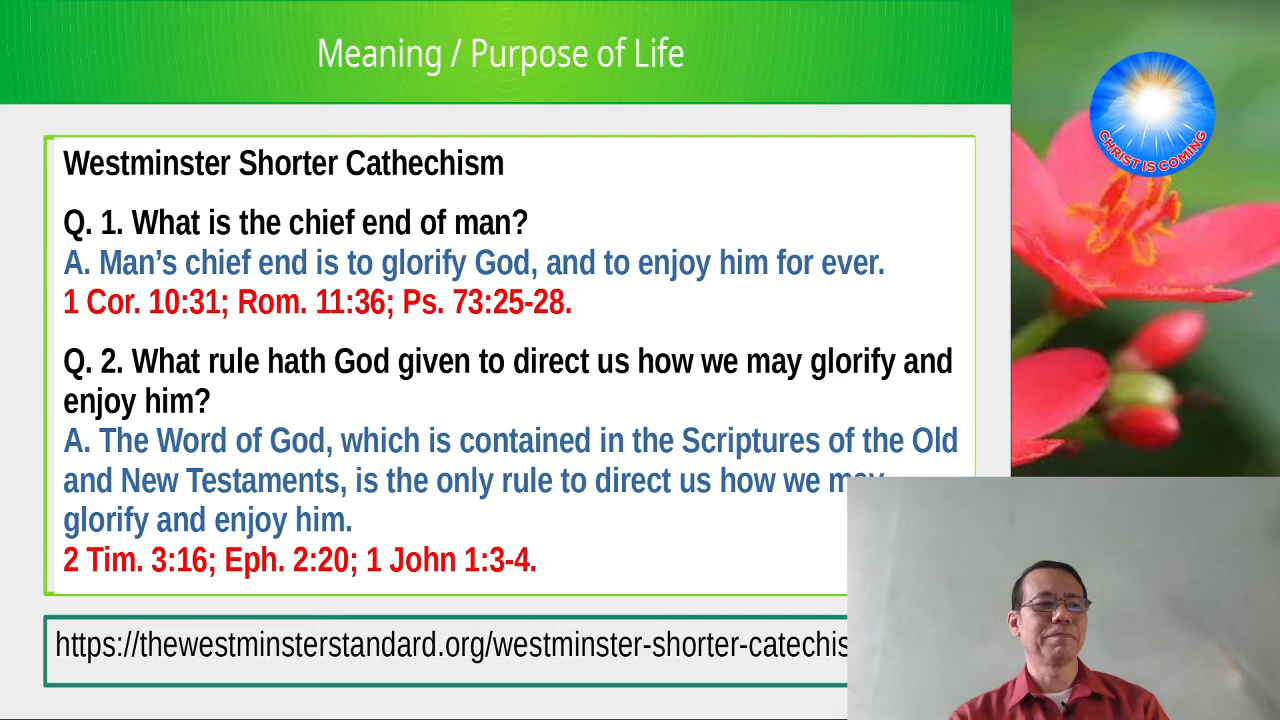 Meaning / Purpose of Life
CHRIST IS COMING
Westminster Shorter Cathechism
Q. 1. What is the chief end of man?
A. Man’s chief end is to glorify God, and to enjoy him for ever.
1 Cor. 10:31; Rom. 11:36; Ps. 73:25-28.
Q. 2. What rule hath God given to direct us how we may glorify and
enjoy him?
A. The Word of God, which is contained in the Scriptures of the Old
and New Testaments, is the only rule to direct us how we may
glorify and enjoy him.
2 Tim. 3:16; Eph. 2:20; 1 John 1:3-4.
https://thewestminsterstandard.org/westminster-shorter-catechis